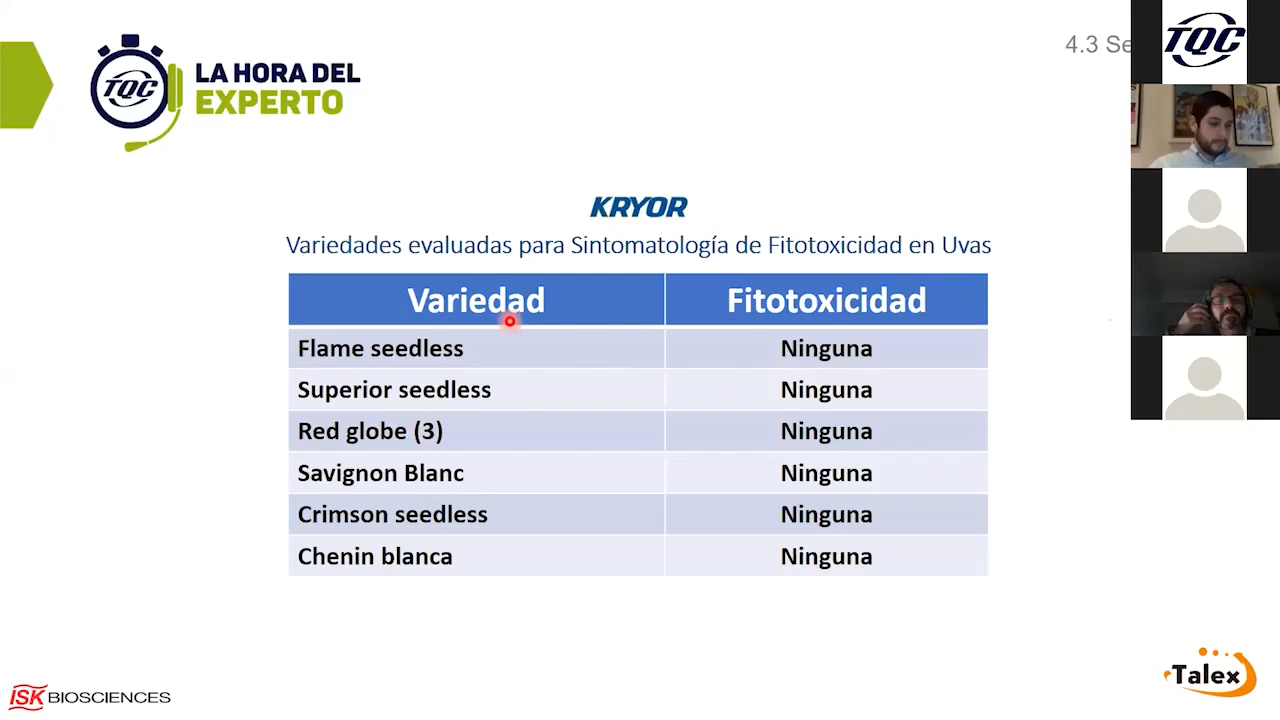 TQC
LA HORA DEL
EXPERTO
4.3 Se
TQC
KRYOR
Variedades evaluadas para Sintomatología de Fitotoxicidad en Uvas
Variedad Fitotoxicidad
Flame seedless Ninguna
Superior seedless Ninguna
Red globe (3) Ninguna
Savignon Blanc Ninguna
Crimson seedless Ninguna
Chenin blanca Ninguna
ISK BIOSCIENCES
Talex